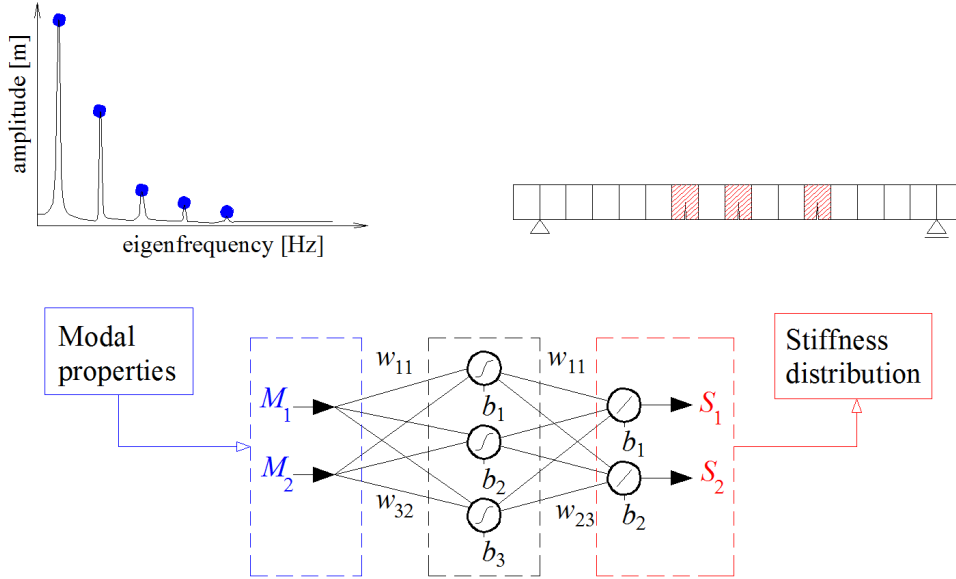 amplitude [m]
eigenfrequency [Hz]
Modal
properties
Stiffness
distribution
w11
w11
M1
S1
b1
b1
M2
S2
b2
b2
w32
w23
b3